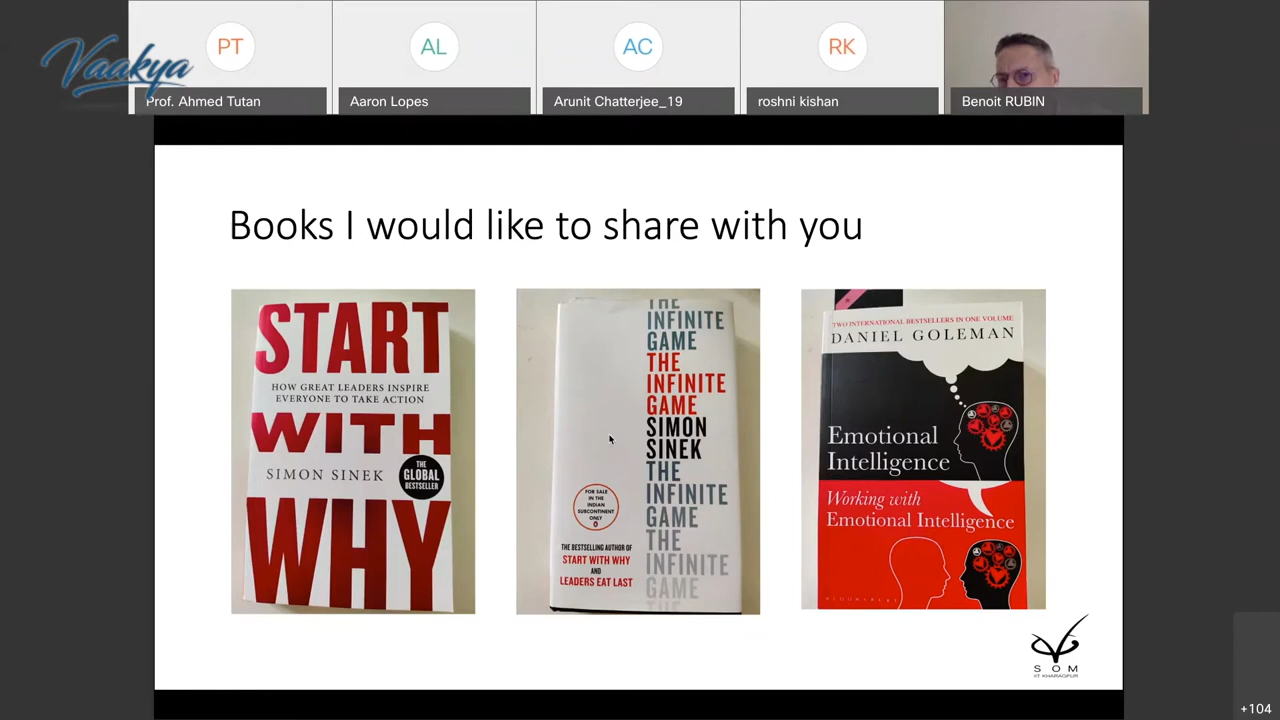 Vaakya
PT
AL
AC
RK
Prof. Ahmed Tutan
Aaron Lopes
Arunit Chatterjee_19
roshni kishan
Benoit RUBIN
Books I would like to share with you
START
HOW GREAT LEADERS INSPIRE
EVERYONE TO TAKE ACTION
WITH
SIMON SINEK
THE
GLOBAL
BESTSELLER
WHY
THE
INFINITE
GAME
THE
INFINITE
GAME
SIMON
SINEK
THE
INFINITE
GAME
THE
INFINITE
GAME
THE
FOR SALE
IN THE
INDIAN
SUBCONTINENT
ONLY
THE BESTSELLING AUTHOR OF
START WITH WHY
AND
LEADERS EAT LAST
TWO INTERNATIONAL BESTSELLERS IN ONE VOLUME
DANIEL GOLEMAN
Emotional
Intelligence
Working with
Emotional Intelligence
BLOOMSBURY
SOM
IIT KHARAGPUR
+104